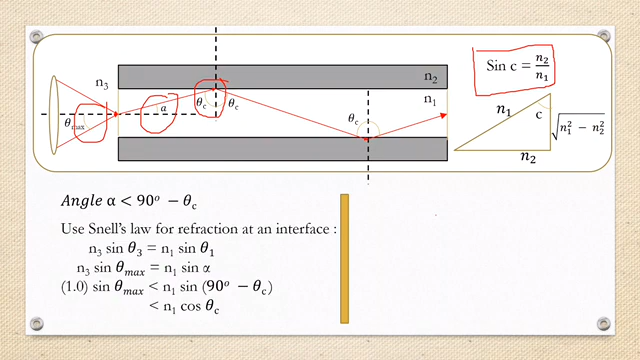 n₃
n₂
n₁
θmax
α
θc
θc
θc
Sin c = n₂/n₁
n₁
c
√n₁² − n₂²
n₂
Angle α < 90° − θc
Use Snell's law for refraction at an interface :
n₃ sin θ₃ = n₁ sin θ₁
n₃ sin θmax = n₁ sin α
(1.0) sin θmax < n₁ sin (90° − θc)
< n₁ cos θc